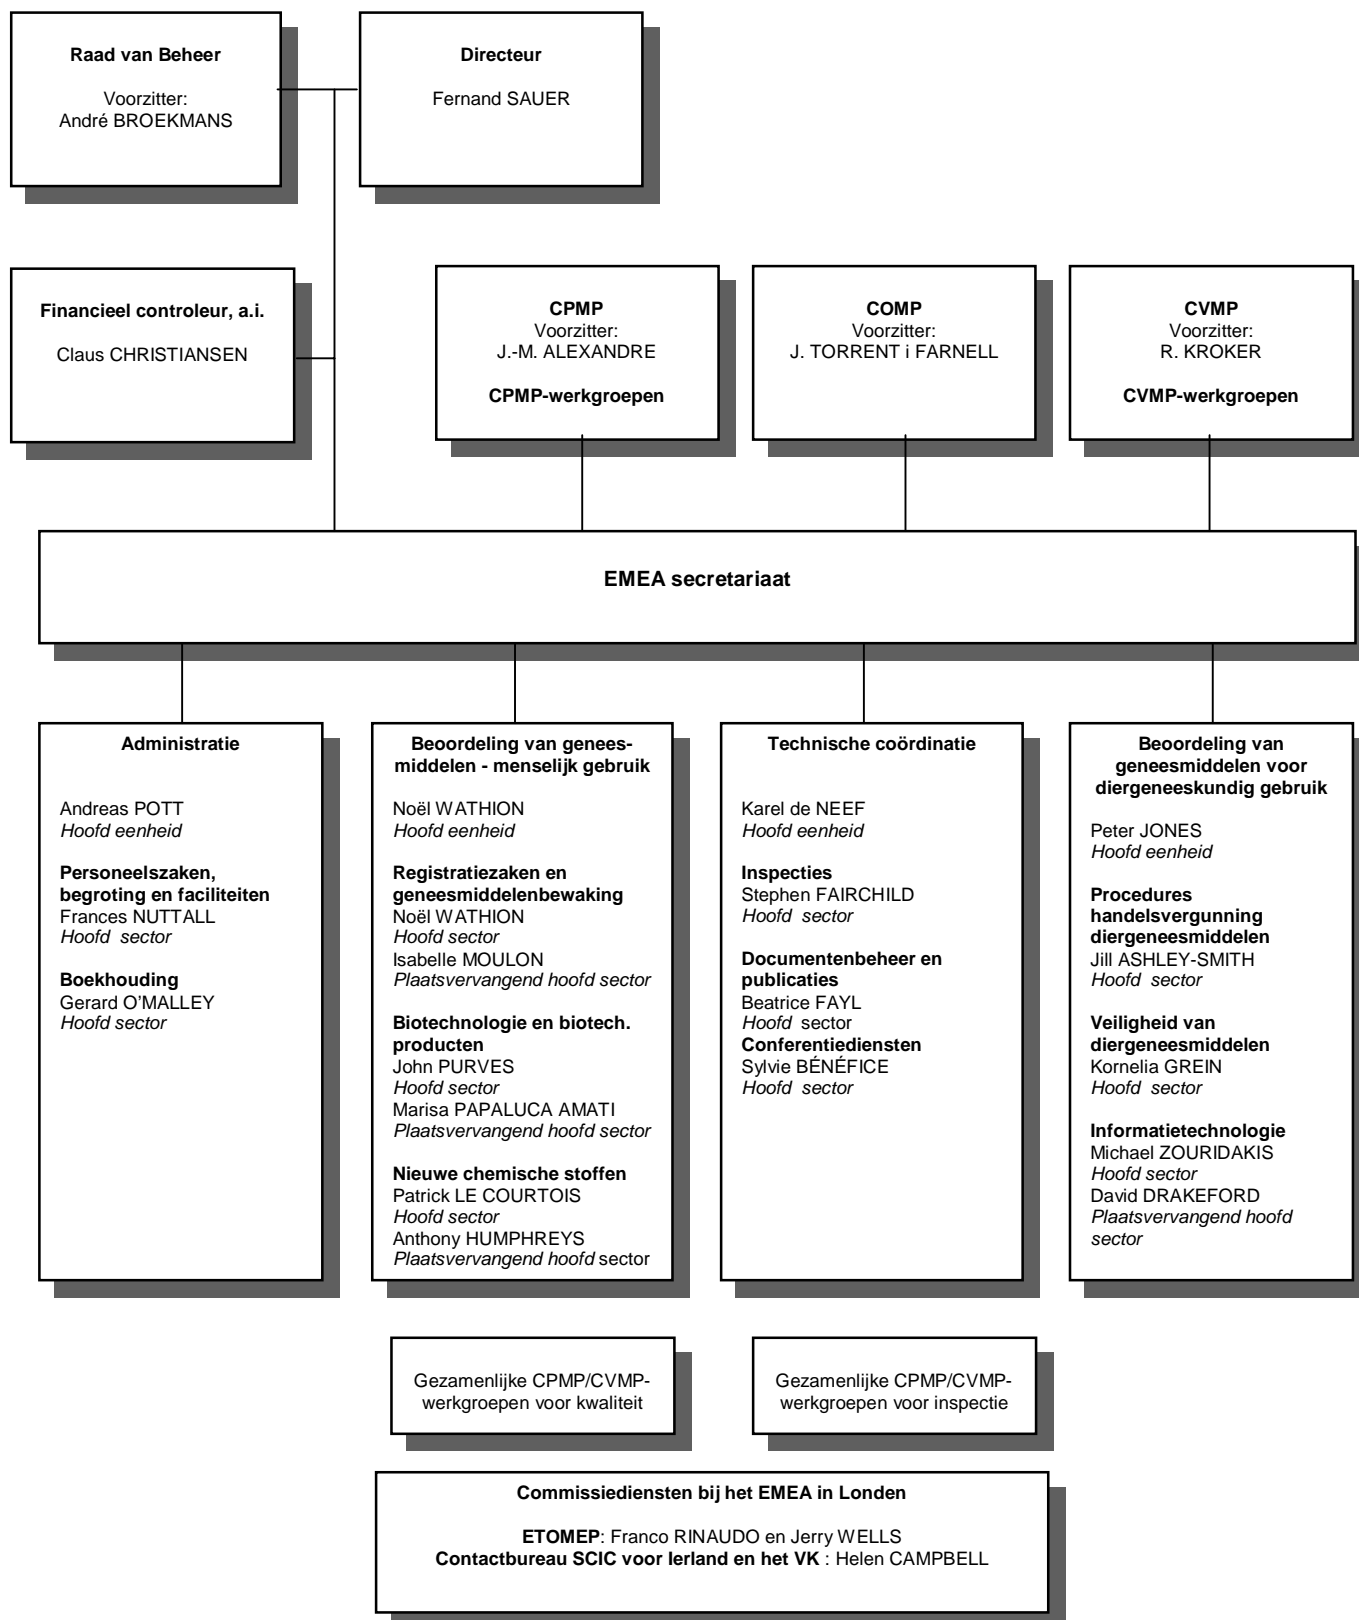 Raad van Beheer
Voorzitter:
André BROEKMANS
Directeur
Fernand SAUER
Financieel controleur, a.i.
Claus CHRISTIANSEN
CPMP
Voorzitter:
J.-M. ALEXANDRE
CPMP-werkgroepen
COMP
Voorzitter:
J. TORRENT i FARNELL
CVMP
Voorzitter:
R. KROKER
CVMP-werkgroepen
EMEA secretariaat
Administratie
Andreas POTT
Hoofd eenheid
Personeelszaken,
begroting en faciliteiten
Frances NUTTALL
Hoofd sector
Boekhouding
Gerard O’MALLEY
Hoofd sector
Beoordeling van genees-
middelen - menselijk gebruik
Noël WATHION
Hoofd eenheid
Registratiezaken en
geneesmiddelenbewaking
Noël WATHION
Hoofd sector
Isabelle MOULON
Plaatsvervangend hoofd sector
Biotechnologie en biotech.
producten
John PURVES
Hoofd sector
Marisa PAPALUCA AMATI
Plaatsvervangend hoofd sector
Nieuwe chemische stoffen
Patrick LE COURTOIS
Hoofd sector
Anthony HUMPHREYS
Plaatsvervangend hoofd sector
Technische coördinatie
Karel de NEEF
Hoofd eenheid
Inspecties
Stephen FAIRCHILD
Hoofd sector
Documentenbeheer en
publicaties
Beatrice FAYL
Hoofd sector
Conferentiediensten
Sylvie BÉNÉFICE
Hoofd sector
Beoordeling van
geneesmiddelen voor
diergeneeskundig gebruik
Peter JONES
Hoofd eenheid
Procedures
handelsvergunning
diergeneesmiddelen
Jill ASHLEY-SMITH
Hoofd sector
Veiligheid van
diergeneesmiddelen
Kornelia GREIN
Hoofd sector
Informatietechnologie
Michael ZOURIDAKIS
Hoofd sector
David DRAKEFORD
Plaatsvervangend hoofd
sector
Gezamenlijke CPMP/CVMP-
werkgroepen voor kwaliteit
Gezamenlijke CPMP/CVMP-
werkgroepen voor inspectie
Commissiediensten bij het EMEA in Londen
ETOMEP: Franco RINAUDO en Jerry WELLS
Contactbureau SCIC voor Ierland en het VK : Helen CAMPBELL